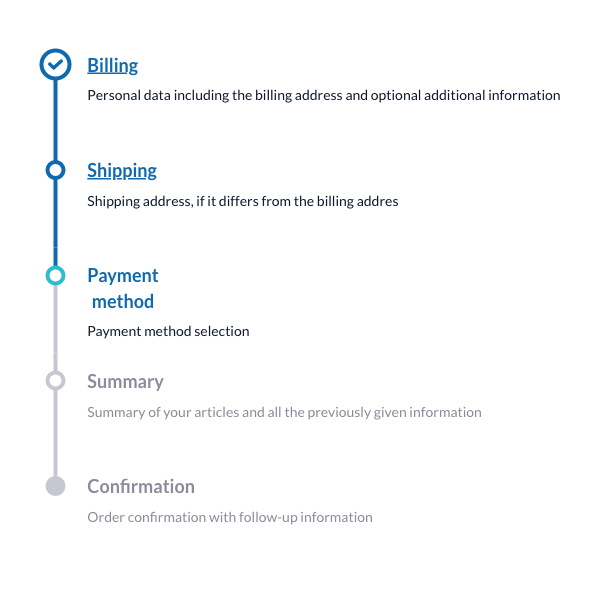 Billing
Personal data including the billing address and optional additional information
Shipping
Shipping address, if it differs from the billing addres
Payment
method
Payment method selection
Summary
Summary of your articles and all the previously given information
Confirmation
Order confirmation with follow-up information